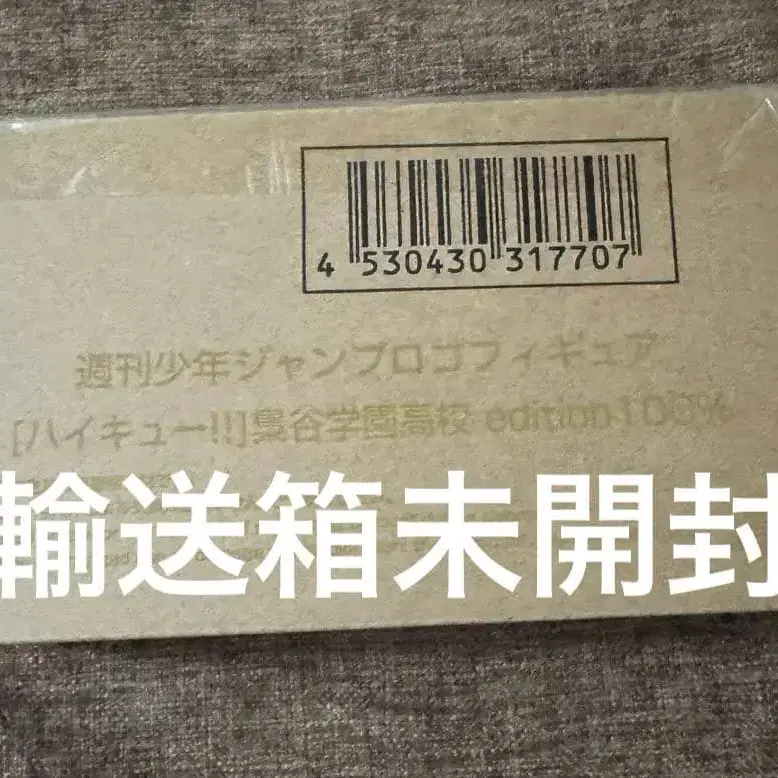 4 530430 317707
週刊少年ジャンプロゴフィギュア
[ハイキュー!!]梟谷学園高校 edition100%
輸送箱未開封